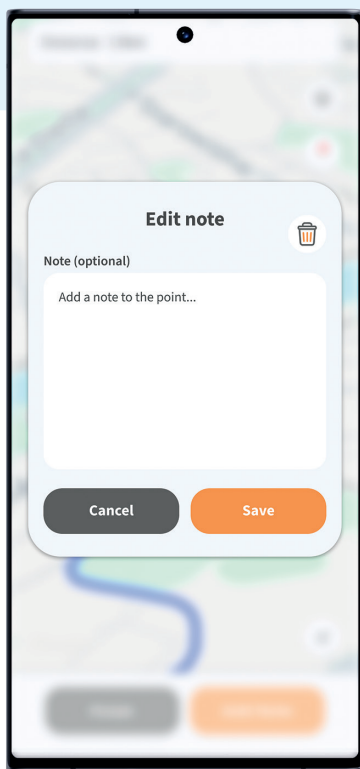 Edit note
Note (optional)
Add a note to the point...
Cancel
Save